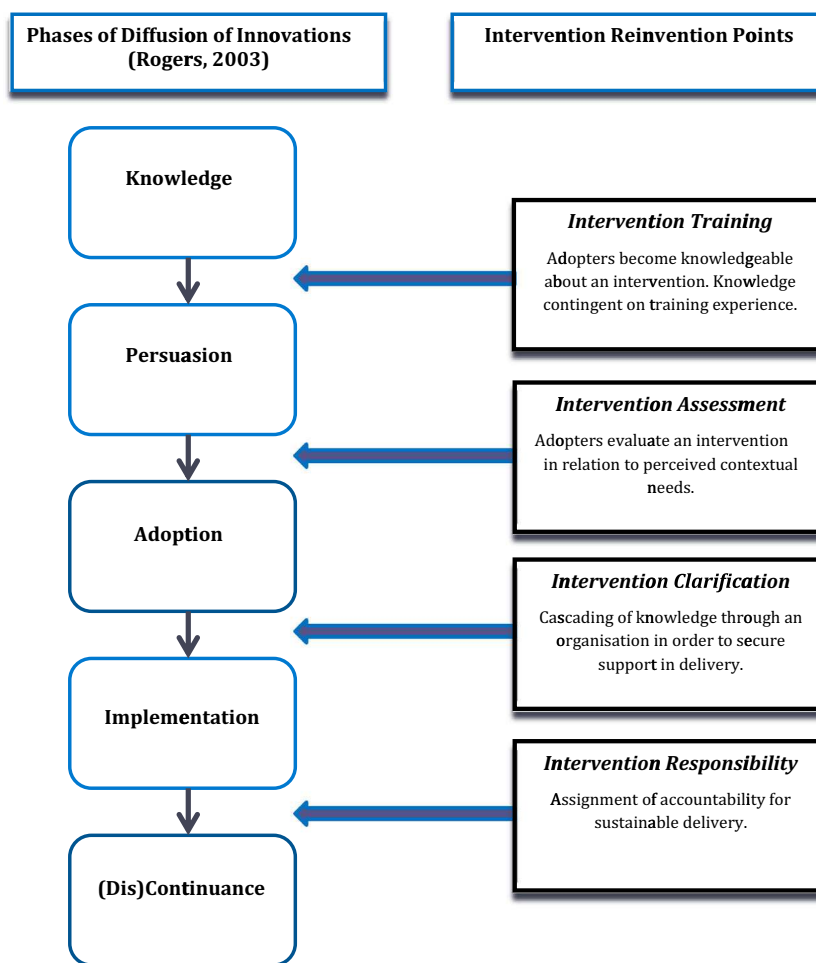 Phases of Diffusion of Innovations
(Rogers, 2003)
Intervention Reinvention Points
Knowledge
Intervention Training
Adopters become knowledgeable
about an intervention. Knowledge
contingent on training experience.
Persuasion
Intervention Assessment
Adopters evaluate an intervention
in relation to perceived contextual
needs.
Adoption
Intervention Clarification
Cascading of knowledge through an
organisation in order to secure
support in delivery.
Implementation
Intervention Responsibility
Assignment of accountability for
sustainable delivery.
(Dis)Continuance